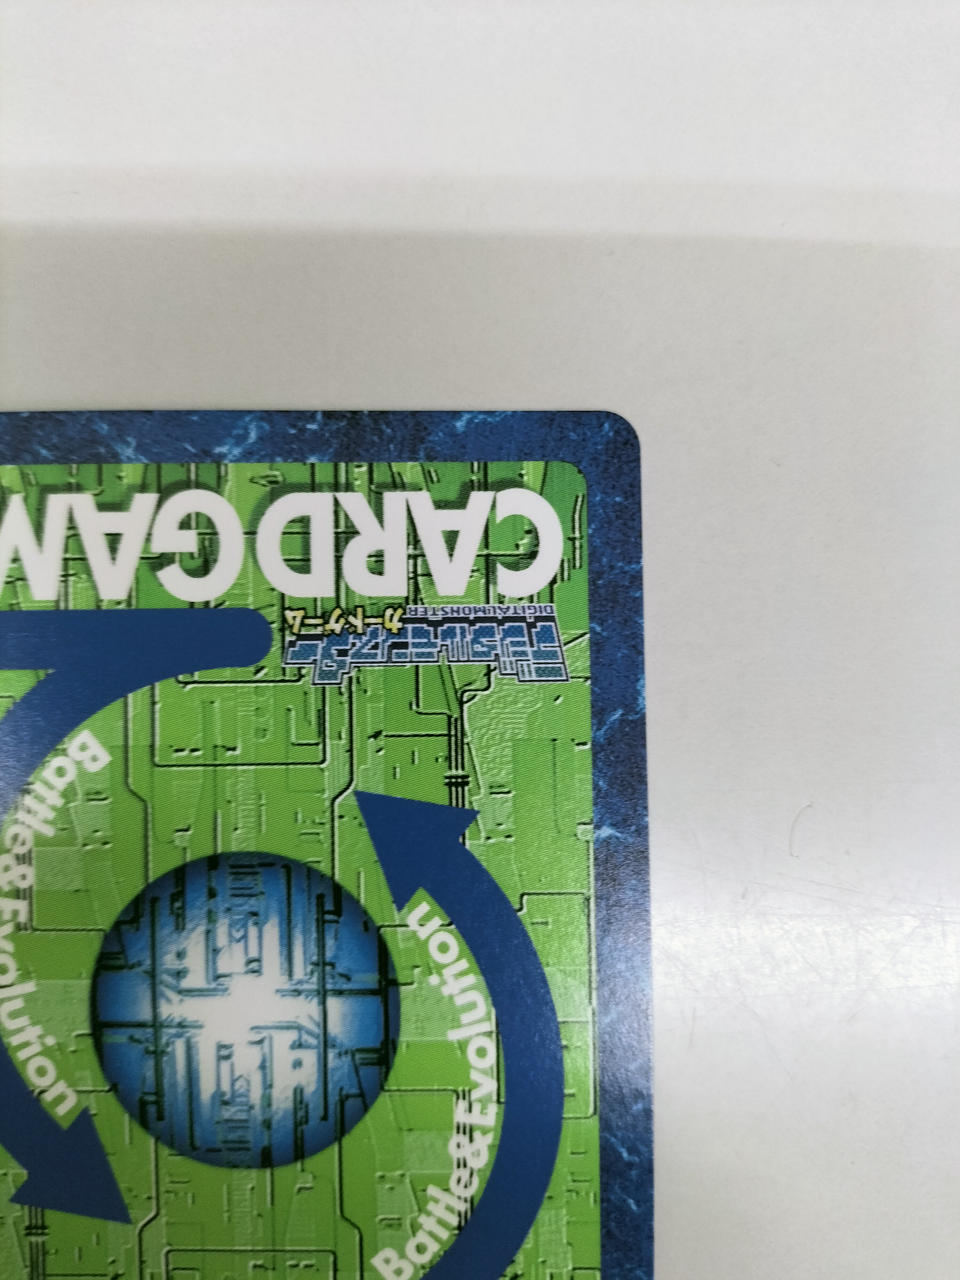 CARD GAM
DIGITAL MONSTER
デジタルモンスター
カードゲーム
Battle & Evolution
Battle & Evolution